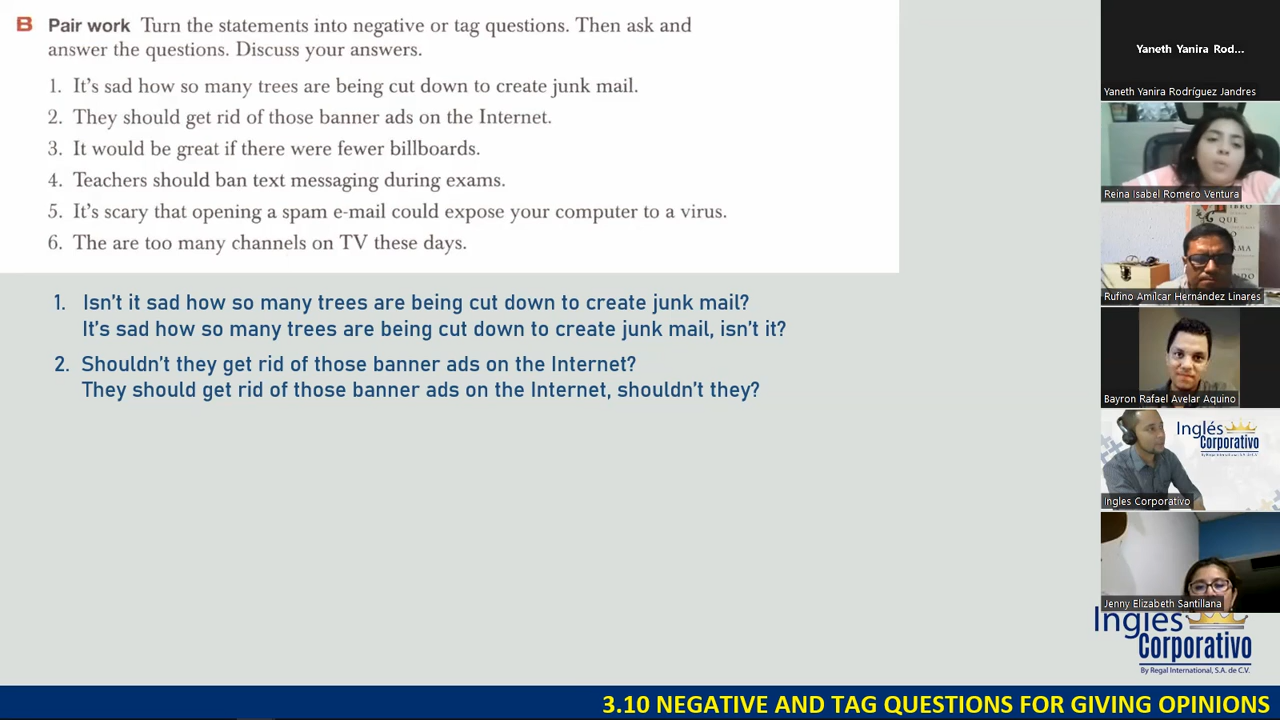 B Pair work Turn the statements into negative or tag questions. Then ask and
answer the questions. Discuss your answers.
1. It's sad how so many trees are being cut down to create junk mail.
2. They should get rid of those banner ads on the Internet.
3. It would be great if there were fewer billboards.
4. Teachers should ban text messaging during exams.
5. It's scary that opening a spam e-mail could expose your computer to a virus.
6. The are too many channels on TV these days.
1. Isn't it sad how so many trees are being cut down to create junk mail?
It's sad how so many trees are being cut down to create junk mail, isn't it?
2. Shouldn't they get rid of those banner ads on the Internet?
They should get rid of those banner ads on the Internet, shouldn't they?
Yaneth Yanira Rod...
Yaneth Yanira Rodríguez Jandres
Reina Isabel Romero Ventura
QUE
Rufino Amílcar Hernández Linares
Bayron Rafael Avelar Aquino
Inglés
Corporativo
Ingles Corporativo
Jenny Elizabeth Santillana
Inglés
Corporativo
By Regal International, S.A. de C.V.
3.10 NEGATIVE AND TAG QUESTIONS FOR GIVING OPINIONS